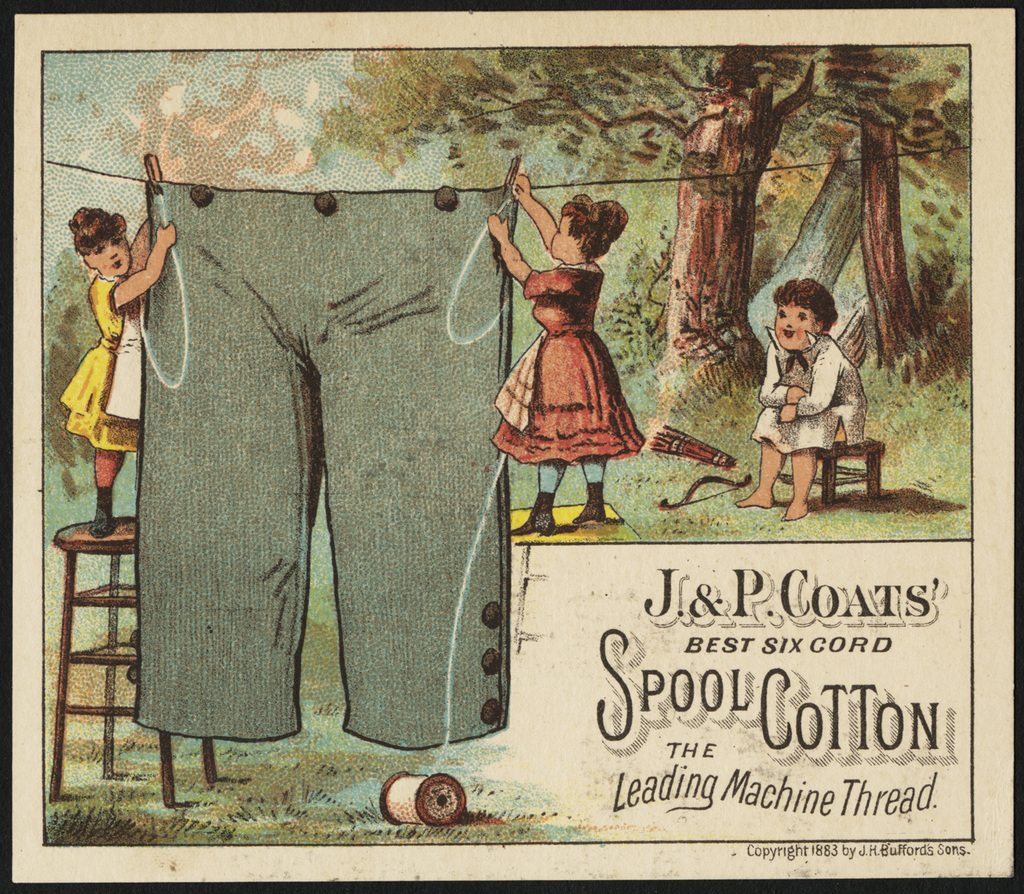 J. & P. COATS'
BEST SIX CORD
SPOOL COTTON
THE
Leading Machine Thread.
Copyright 1883 by J.H. Bufford's Sons.